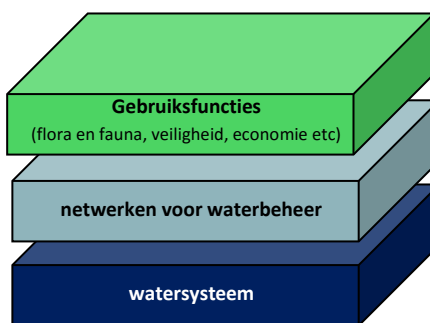 Gebruiksfuncties
(flora en fauna, veiligheid, economie etc)
netwerken voor waterbeheer
watersysteem